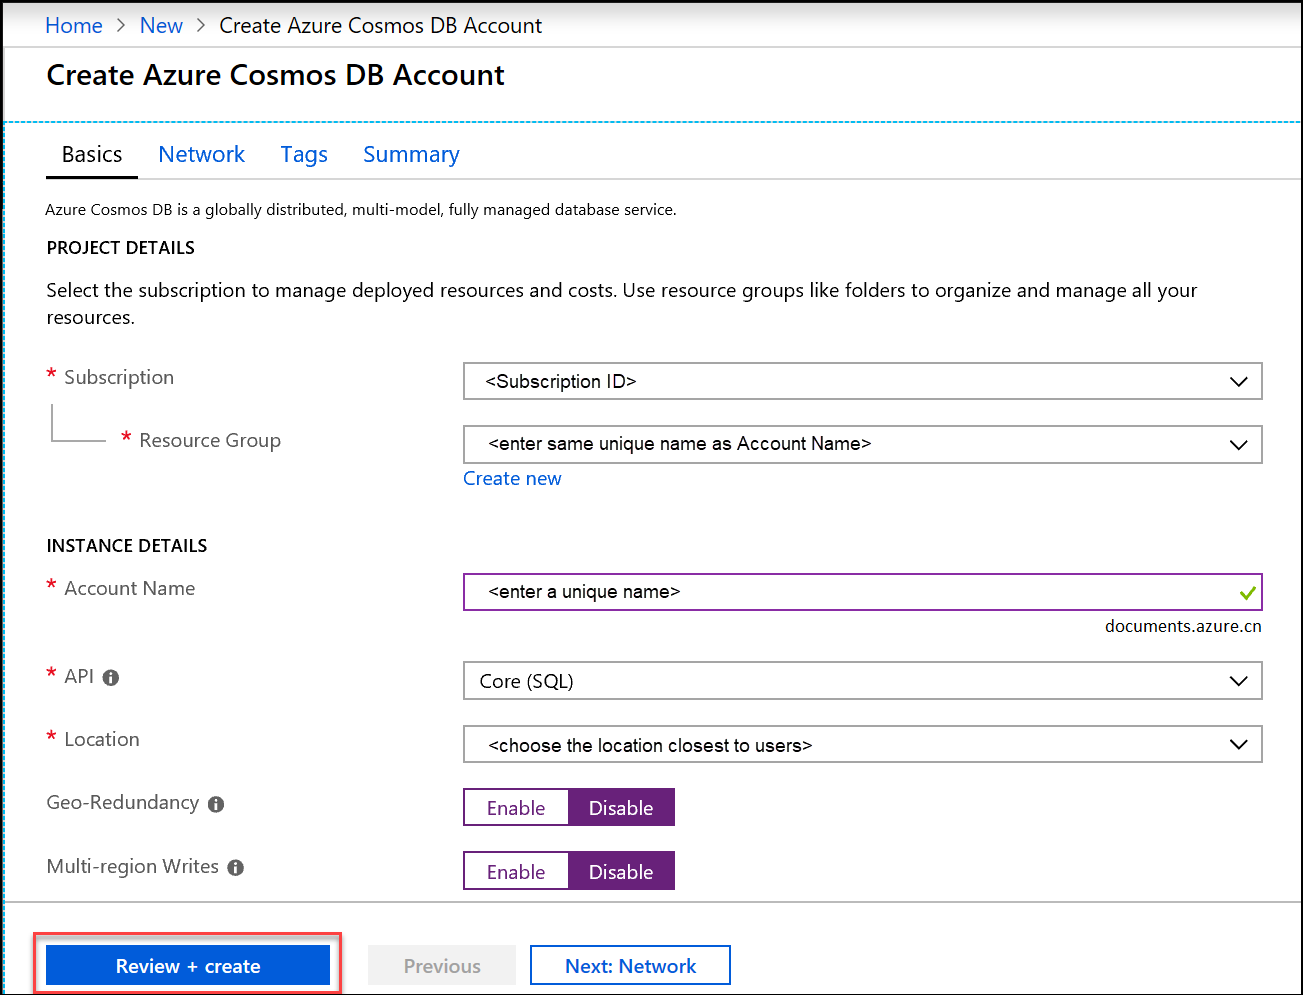 Home > New > Create Azure Cosmos DB Account
Create Azure Cosmos DB Account
Basics Network Tags Summary
Azure Cosmos DB is a globally distributed, multi-model, fully managed database service.
PROJECT DETAILS
Select the subscription to manage deployed resources and costs. Use resource groups like folders to organize and manage all your
resources.
* Subscription <Subscription ID>
* Resource Group <enter same unique name as Account Name>
Create new
INSTANCE DETAILS
* Account Name <enter a unique name>
documents.azure.cn
* API Core (SQL)
* Location <choose the location closest to users>
Geo-Redundancy Enable Disable
Multi-region Writes Enable Disable
Review + create Previous Next: Network